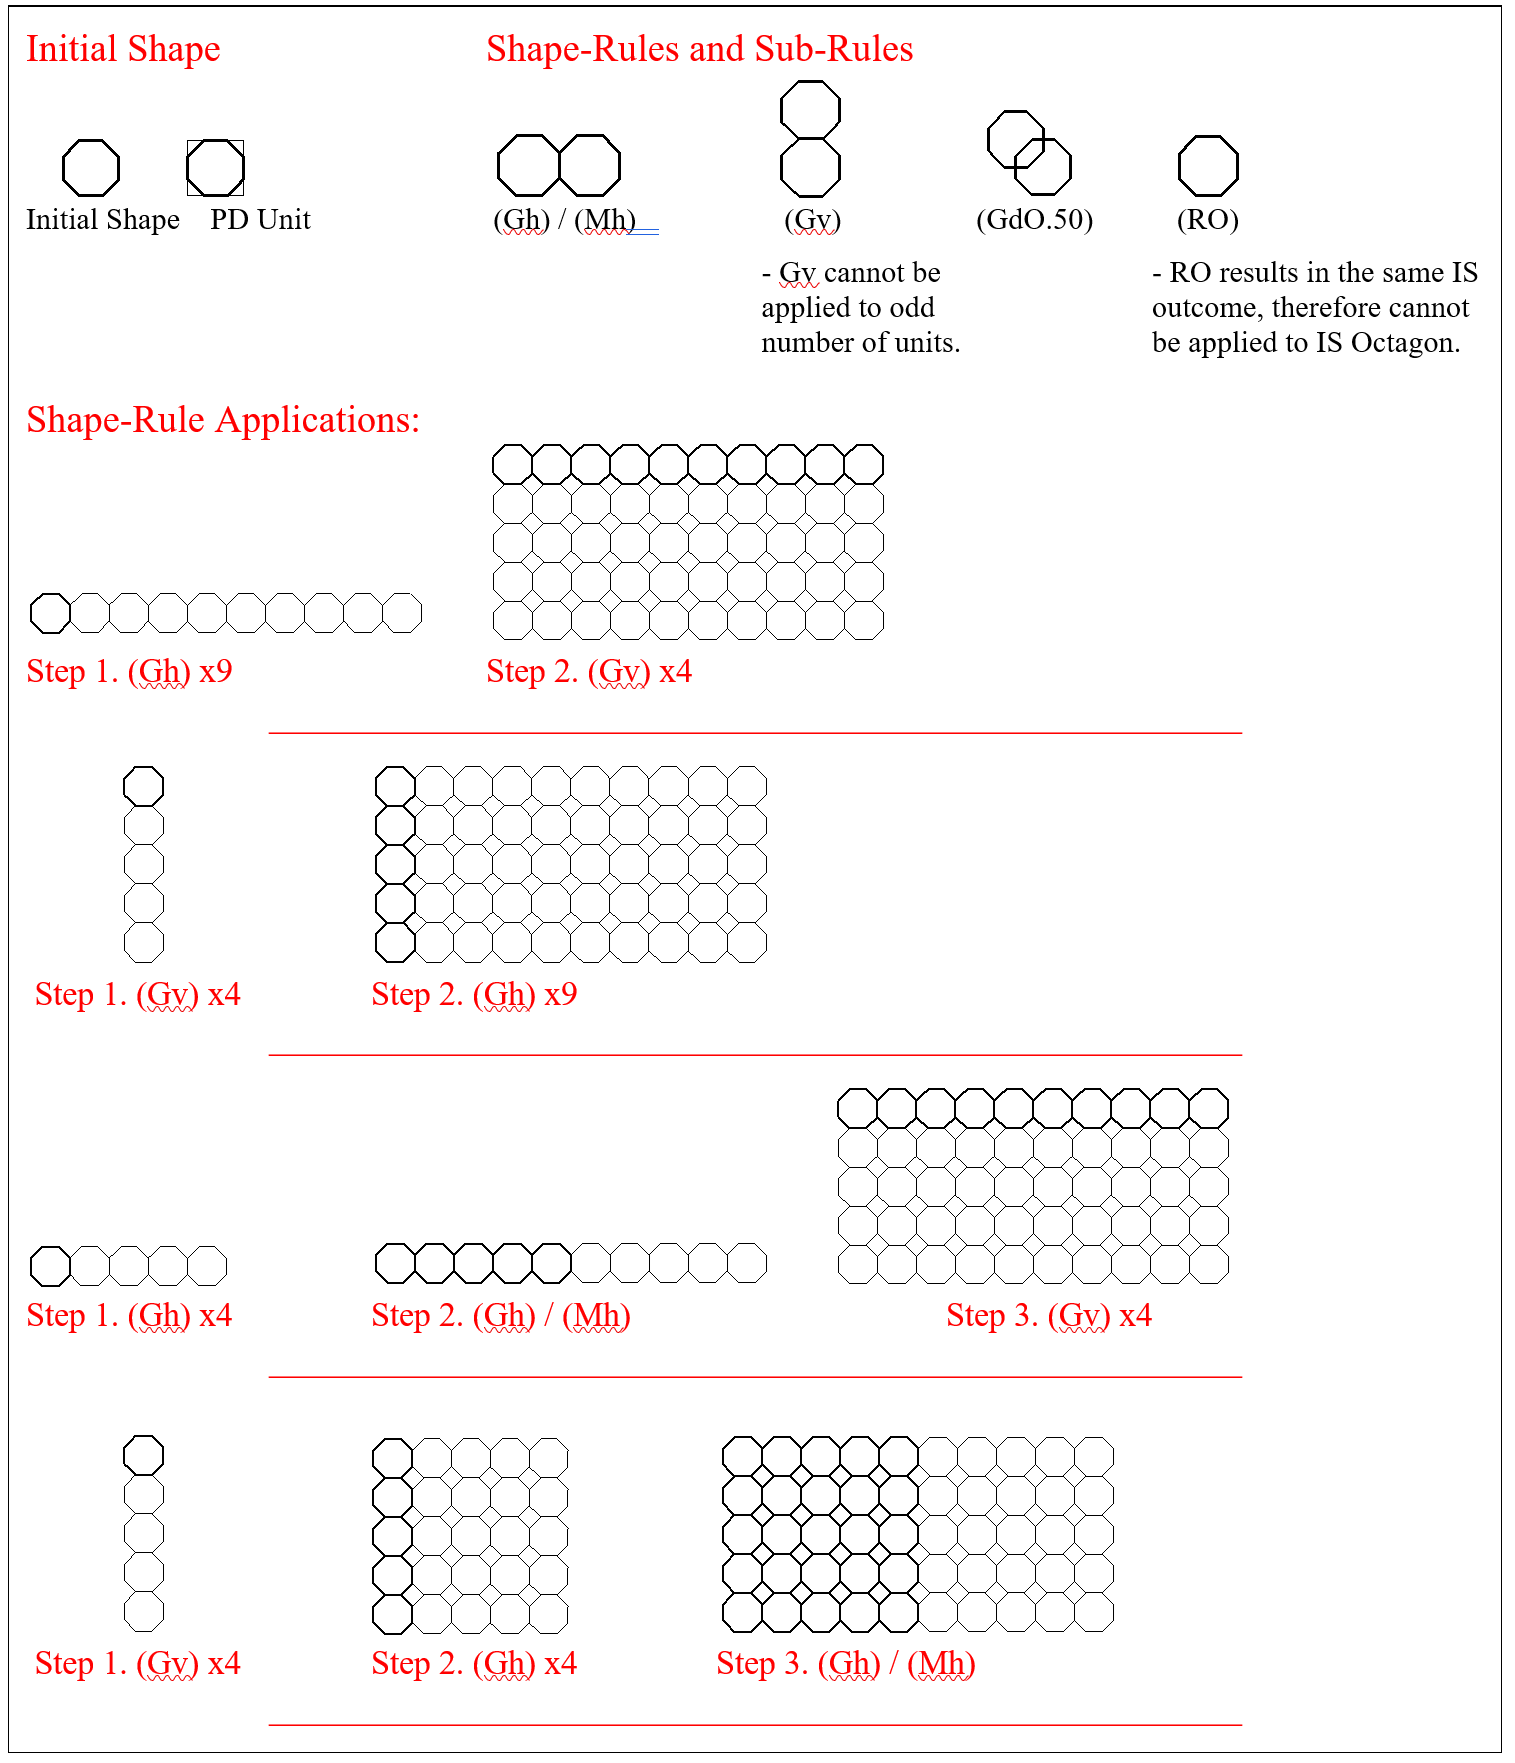 Initial Shape
Shape-Rules and Sub-Rules
Initial Shape
PD Unit
(Gh) / (Mh)
(Gv)
(GdO.50)
(RO)
- Gv cannot be
applied to odd
number of units.
- RO results in the same IS
outcome, therefore cannot
be applied to IS Octagon.
Shape-Rule Applications:
Step 1. (Gh) x9
Step 2. (Gv) x4
Step 1. (Gv) x4
Step 2. (Gh) x9
Step 1. (Gh) x4
Step 2. (Gh) / (Mh)
Step 3. (Gv) x4
Step 1. (Gv) x4
Step 2. (Gh) x4
Step 3. (Gh) / (Mh)